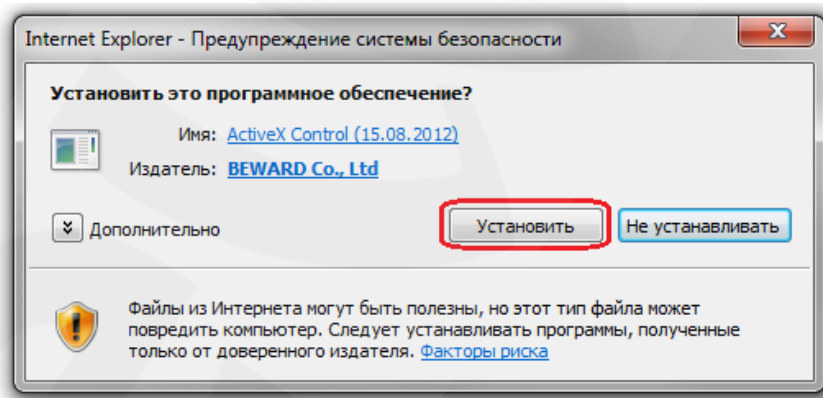 Internet Explorer - Предупреждение системы безопасности
Установить это программное обеспечение?
Имя: ActiveX Control (15.08.2012)
Издатель: BEWARD Co., Ltd
Дополнительно
Установить
Не устанавливать
Файлы из Интернета могут быть полезны, но этот тип файла может
повредить компьютер. Следует устанавливать программы, полученные
только от доверенного издателя. Факторы риска